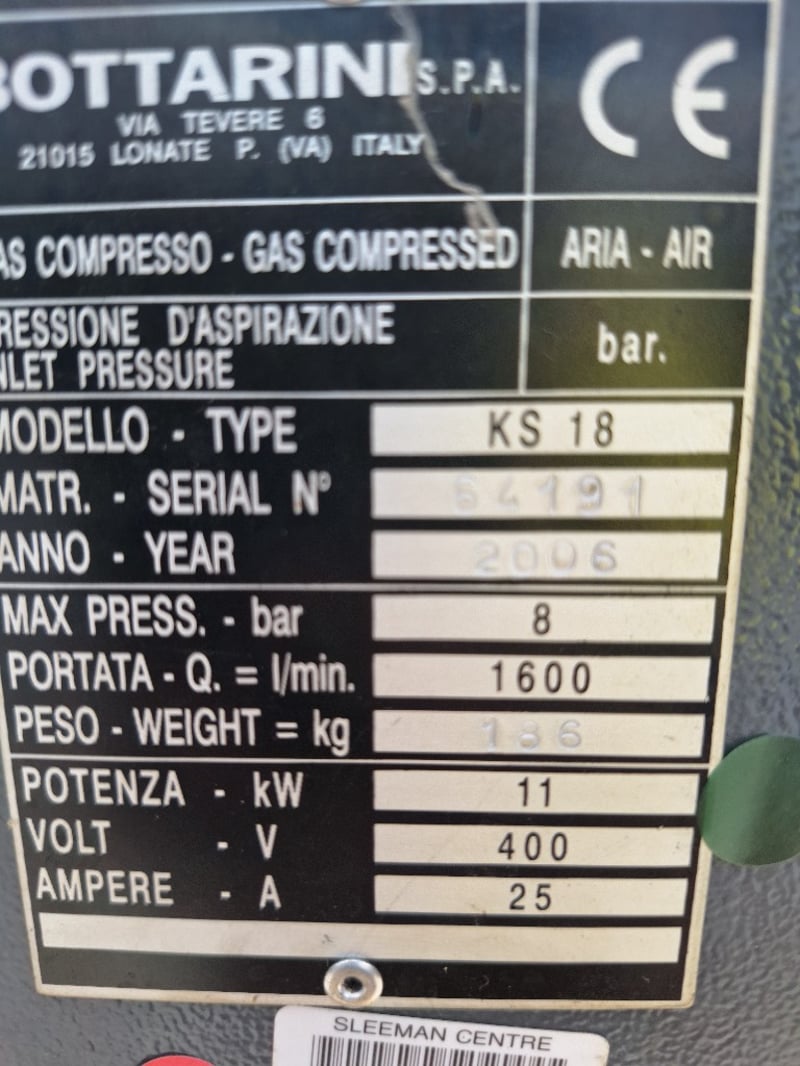 BOTTARINI S.P.A.
VIA TEVERE 6
21015 LONATE P. (VA) ITALY
CE
AS COMPRESSO - GAS COMPRESSED ARIA - AIR
RESSIONE D'ASPIRAZIONE
NLET PRESSURE bar.
MODELLO - TYPE KS 18
MATR. - SERIAL N° 54191
ANNO - YEAR 2006
MAX PRESS. - bar 8
PORTATA - Q. = l/min. 1600
PESO - WEIGHT = kg 186
POTENZA - kW 11
VOLT - V 400
AMPERE - A 25
SLEEMAN CENTRE